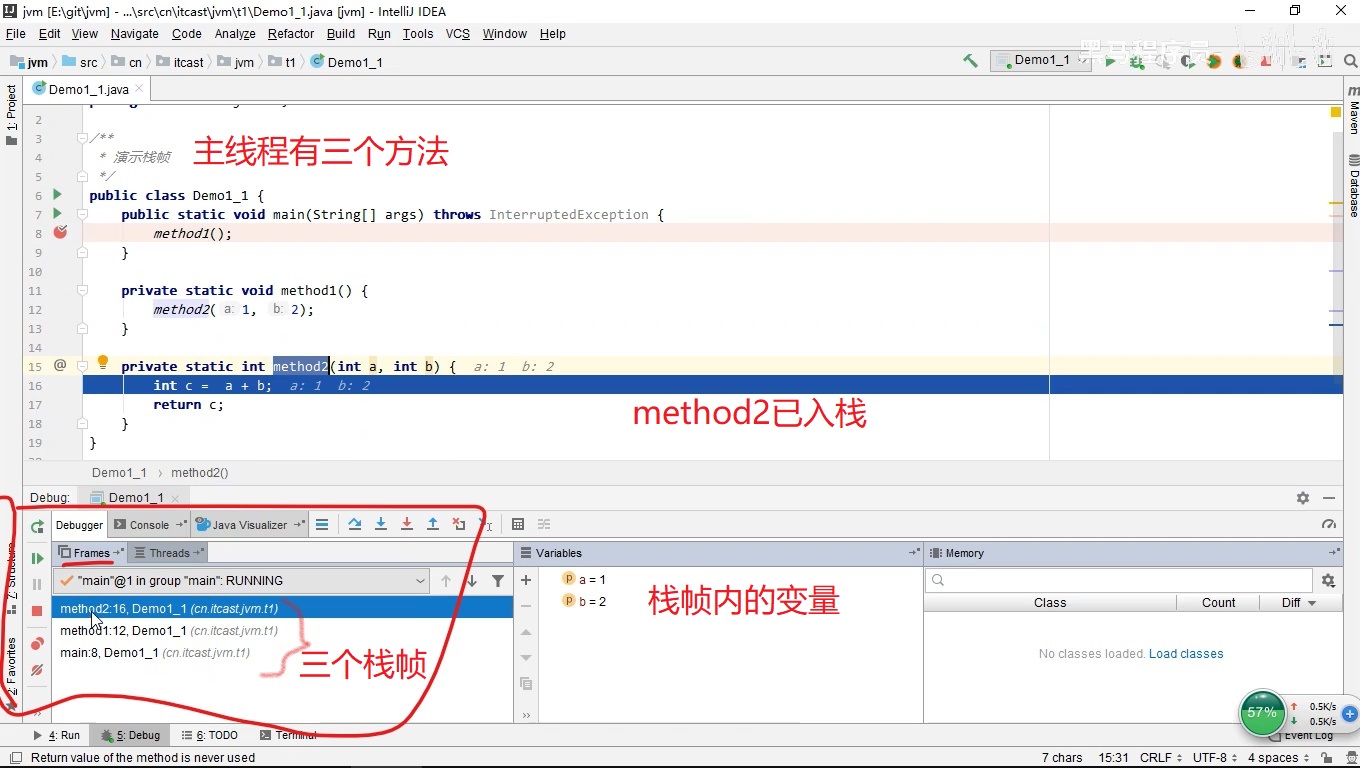 jvm [E:\git\jvm] - ...\src\cn\itcast\jvm\t1\Demo1_1.java [jvm] - IntelliJ IDEA
File Edit View Navigate Code Analyze Refactor Build Run Tools VCS Window Help
黑马程序员
jvm src cn itcast jvm t1 Demo1_1 Demo1_1
Demo1_1.java
1: Project
Maven
Database
2
3 /**
4 * 演示栈帧
主线程有三个方法
5 */
6 public class Demo1_1 {
7 public static void main(String[] args) throws InterruptedException {
8 method1();
9 }
10
11 private static void method1() {
12 method2( a: 1, b: 2);
13 }
14
15 @ private static int method2(int a, int b) { a: 1 b: 2
16 int c = a + b; a: 1 b: 2
17 return c;
method2已入栈
18 }
19 }
Demo1_1 › method2()
Debug: Demo1_1
Debugger Console Java Visualizer
Frames Threads Variables Memory
"main"@1 in group "main": RUNNING
method2:16, Demo1_1 (cn.itcast.jvm.t1)
method1:12, Demo1_1 (cn.itcast.jvm.t1)
main:8, Demo1_1 (cn.itcast.jvm.t1)
三个栈帧
a = 1
b = 2
栈帧内的变量
Class Count Diff
No classes loaded. Load classes
Z: Structure
2: Favorites
57%
0.5K/s
0.5K/s
4: Run 5: Debug 6: TODO Terminal Event Log
Return value of the method is never used 7 chars 15:31 CRLF UTF-8 4 spaces